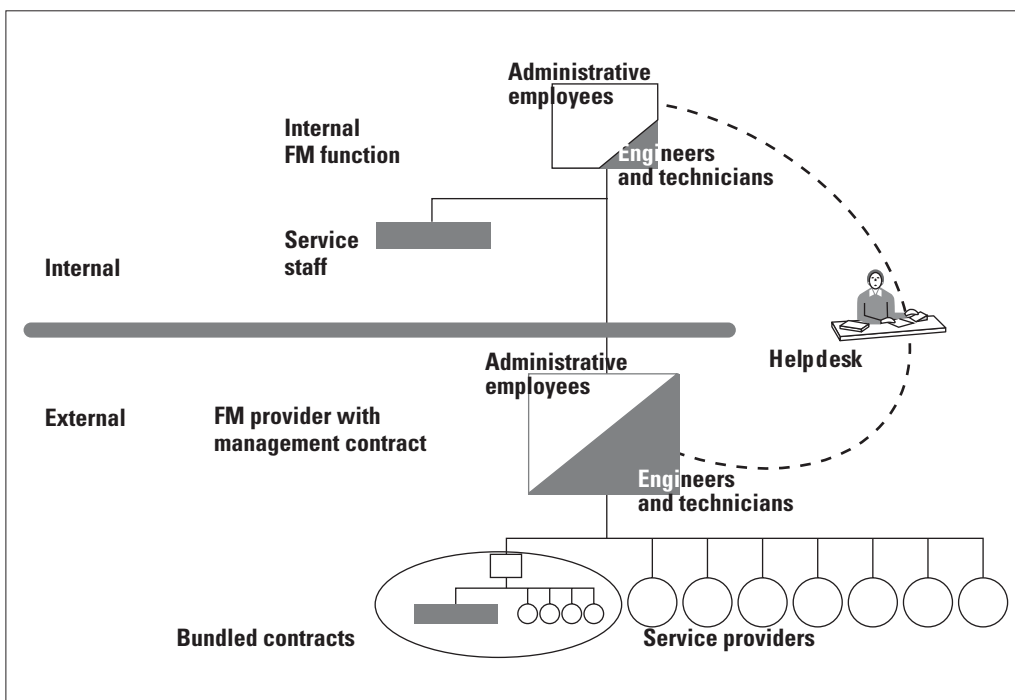 Administrative
employees
Internal
FM function
Engineers
and technicians
Service
staff
Internal
Helpdesk
Administrative
employees
External
FM provider with
management contract
Engineers
and technicians
Bundled contracts
Service providers